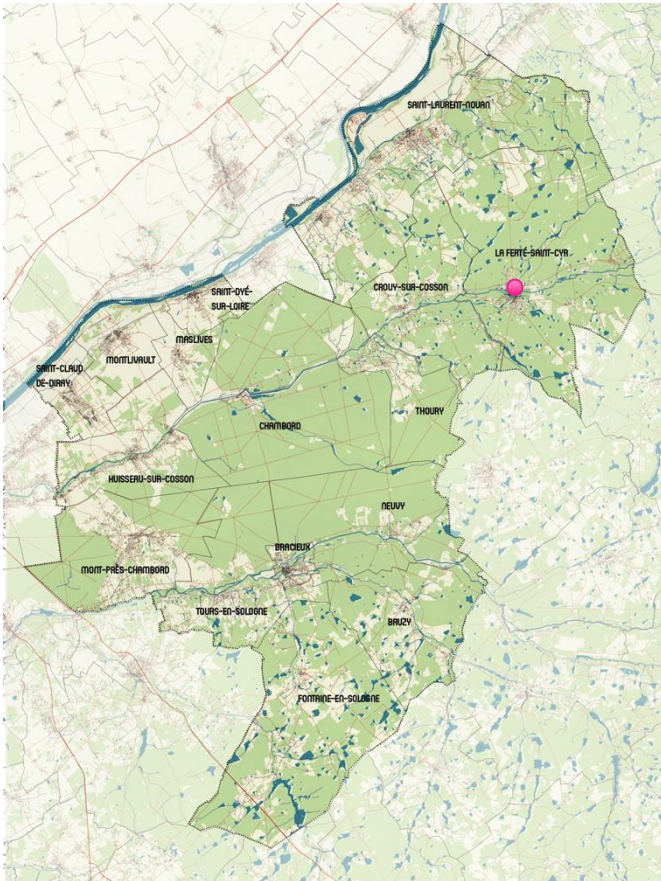 SAINT-LAURENT-NOUAN
LA FERTÉ-SAINT-CYR
CROUY-SUR-COSSON
SAINT-DYÉ-
SUR-LOIRE
MASLIVES
MONTLIVAULT
SAINT-CLAUD
DE-DIRAY
THOURY
CHAMBORD
HUISSEAU-SUR-COSSON
NEUVY
BRACIEUX
MONT-PRÈS-CHAMBORD
TOURS-EN-SOLOGNE
BAUZY
FONTAINE-EN-SOLOGNE